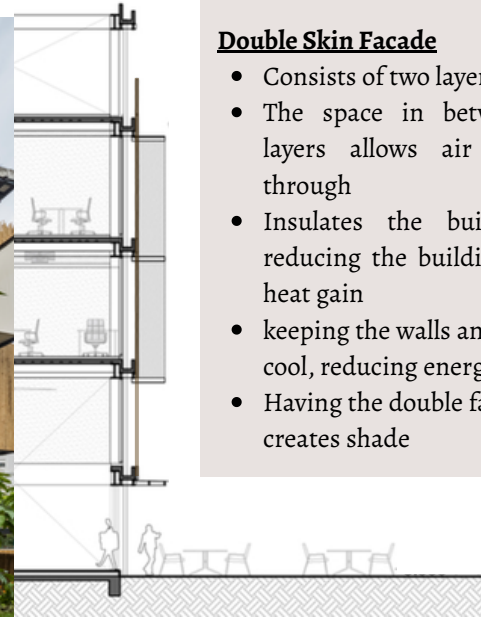 Double Skin Facade
Consists of two layer
The space in betw
layers allows air
through
Insulates the bui
reducing the buildi
heat gain
keeping the walls an
cool, reducing energ
Having the double fa
creates shade